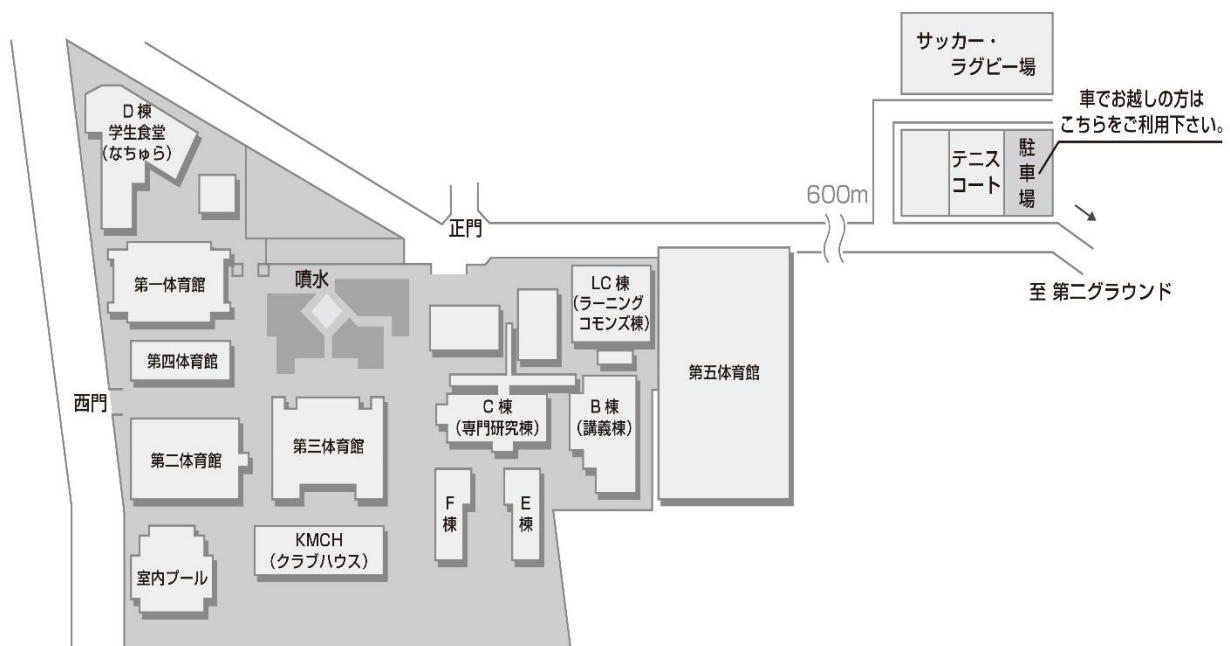 サッカー・
ラグビー場
車でお越しの方は
こちらをご利用下さい。
D棟
学生食堂
(なちゅら)
テニス
コート
駐車場
600m
正門
至 第二グラウンド
第一体育館
噴水
LC棟
(ラーニング
コモンズ棟)
第四体育館
第五体育館
西門
C棟
(専門研究棟)
B棟
(講義棟)
第三体育館
第二体育館
F棟
E棟
KMCH
(クラブハウス)
室内プール